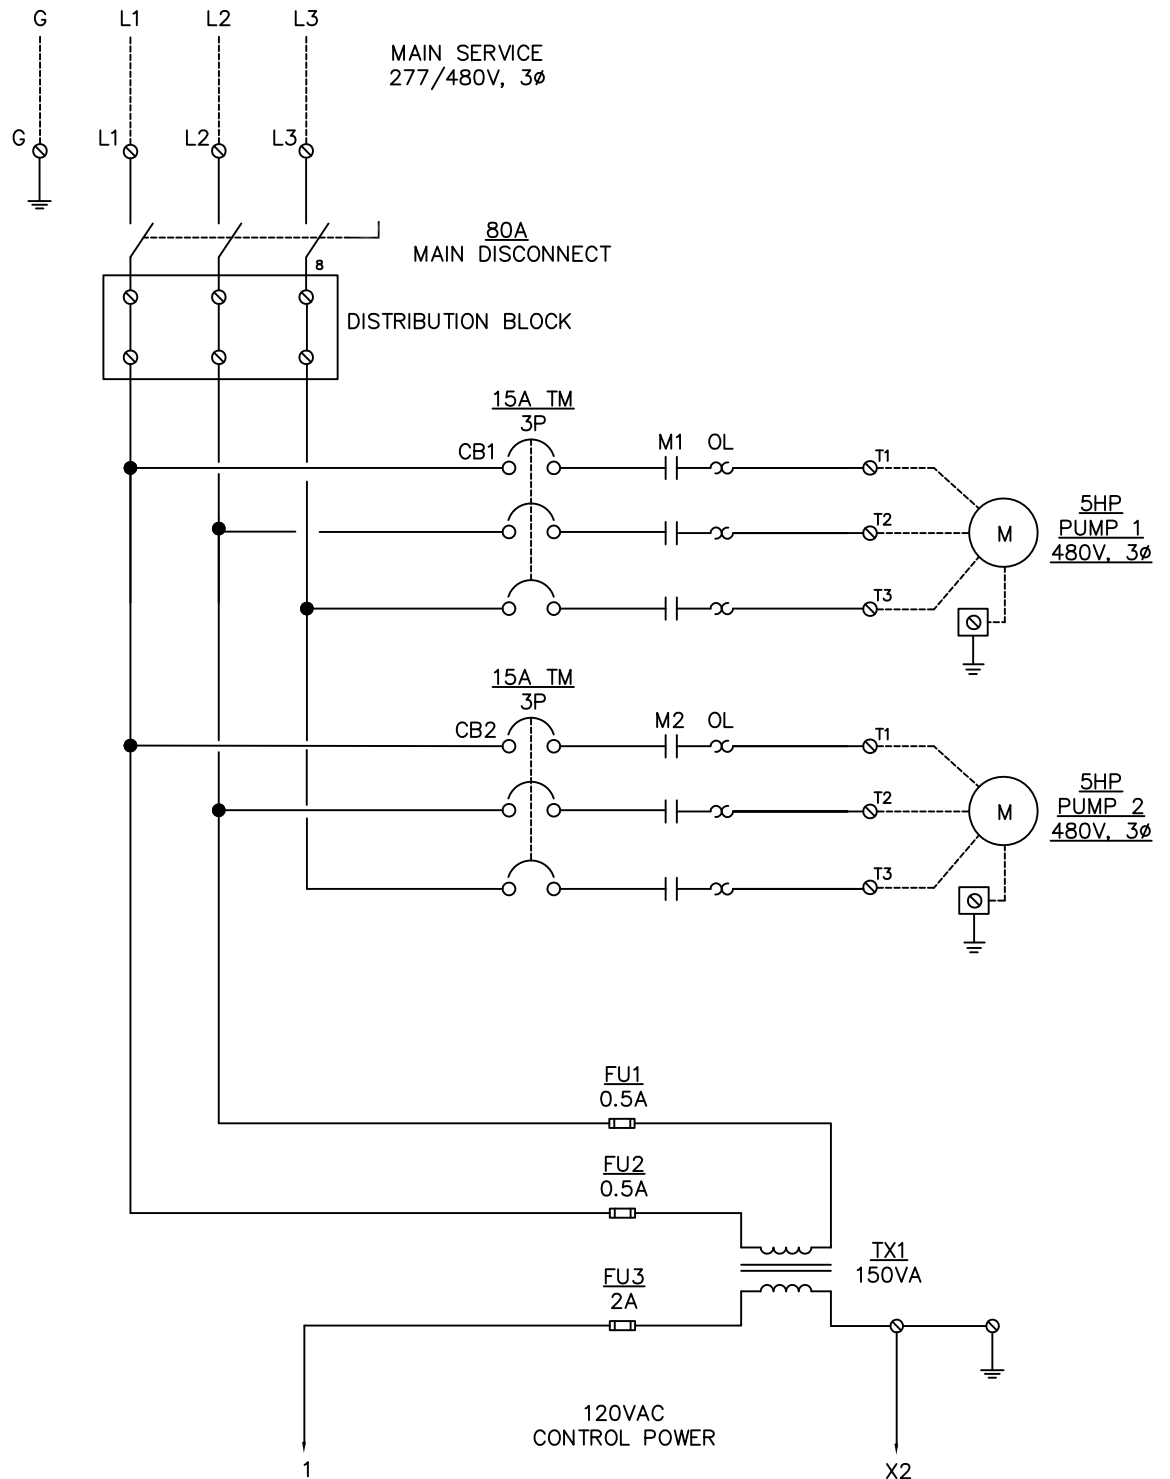 G L1 L2 L3
MAIN SERVICE
277/480V, 3ø
G L1 L2 L3
80A
MAIN DISCONNECT
8
DISTRIBUTION BLOCK
15A TM
3P
CB1 M1 OL
T1
T2
T3
M
5HP
PUMP 1
480V, 3ø
15A TM
3P
CB2 M2 OL
T1
T2
T3
M
5HP
PUMP 2
480V, 3ø
FU1
0.5A
FU2
0.5A
TX1
150VA
FU3
2A
120VAC
CONTROL POWER
1 X2